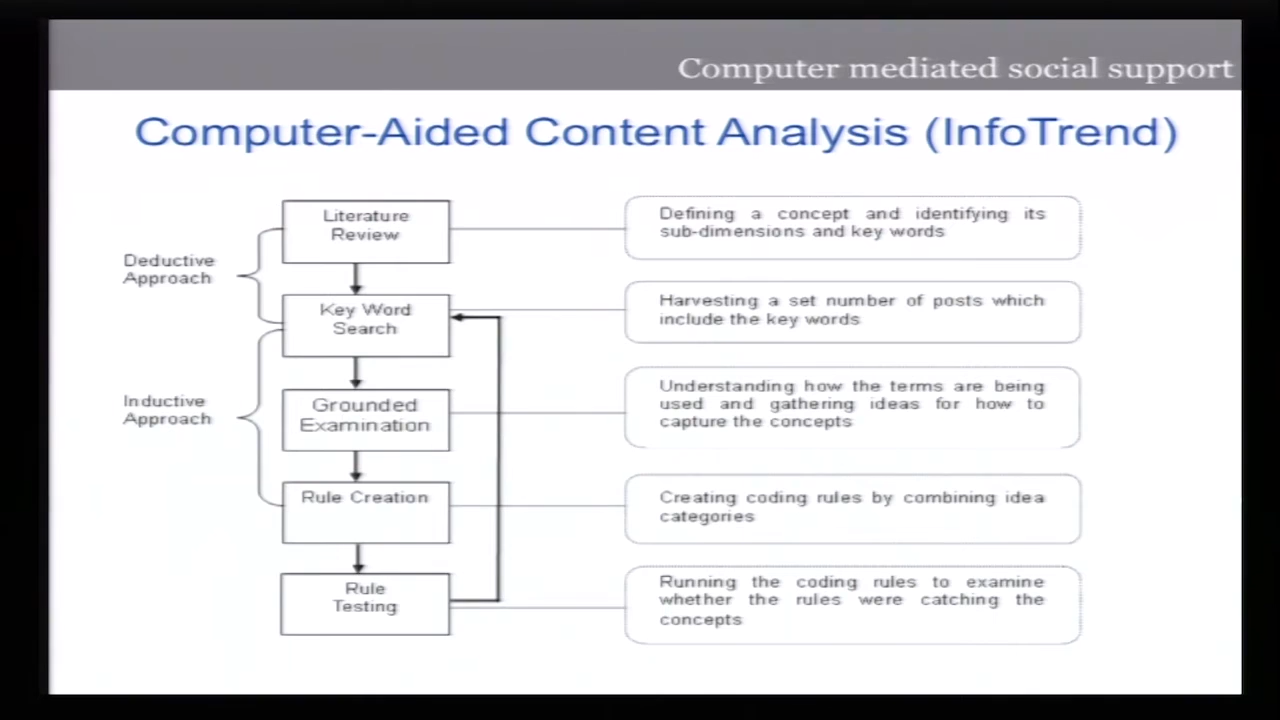 Computer mediated social support
Computer-Aided Content Analysis (InfoTrend)
Deductive
Approach
Inductive
Approach
Literature
Review
Defining a concept and identifying its
sub-dimensions and key words
Key Word
Search
Harvesting a set number of posts which
include the key words
Grounded
Examination
Understanding how the terms are being
used and gathering ideas for how to
capture the concepts
Rule Creation
Creating coding rules by combining idea
categories
Rule
Testing
Running the coding rules to examine
whether the rules were catching the
concepts